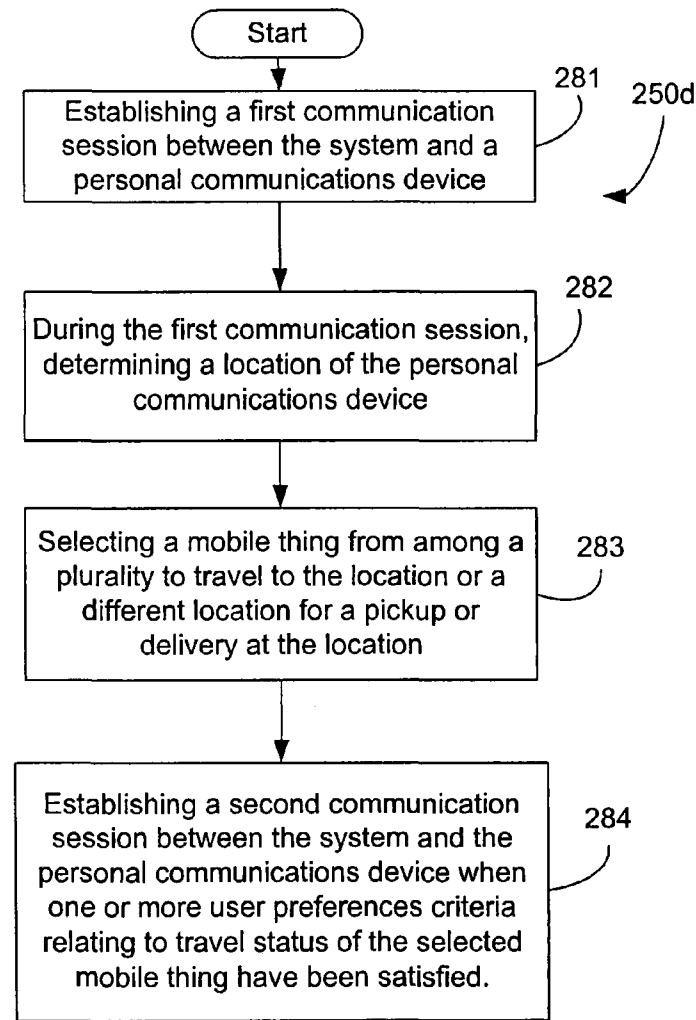 Start
Establishing a first communication
session between the system and a
personal communications device
281
250d
During the first communication session,
determining a location of the personal
communications device
282
Selecting a mobile thing from among a
plurality to travel to the location or a
different location for a pickup or
delivery at the location
283
Establishing a second communication
session between the system and the
personal communications device when
one or more user preferences criteria
relating to travel status of the selected
mobile thing have been satisfied.
284